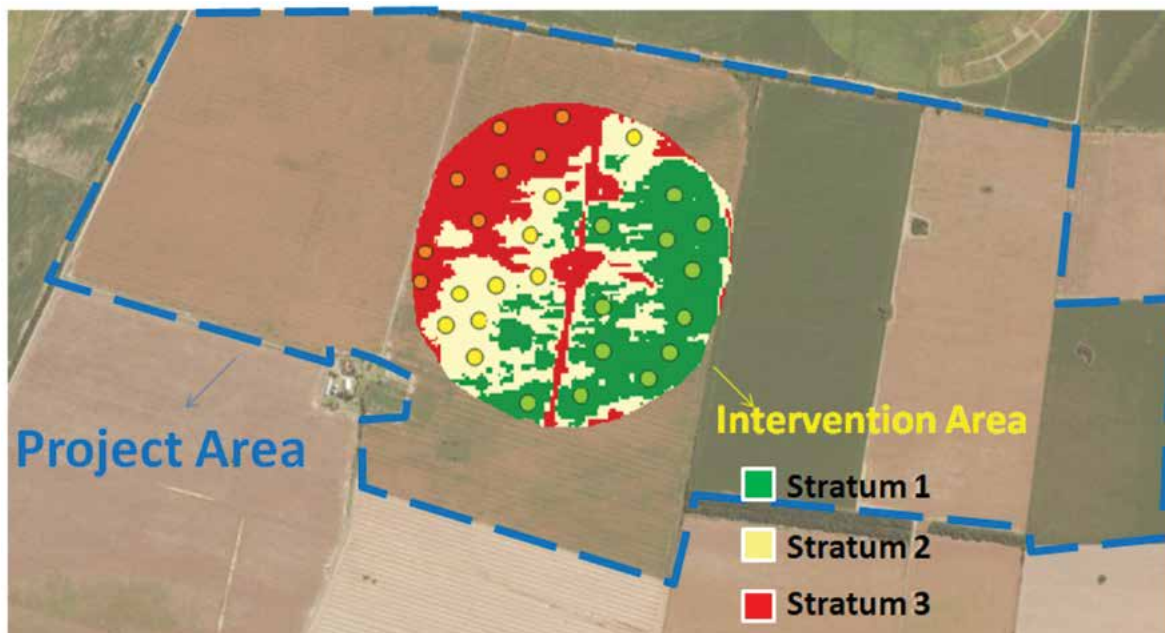 Project Area
Intervention Area
Stratum 1
Stratum 2
Stratum 3